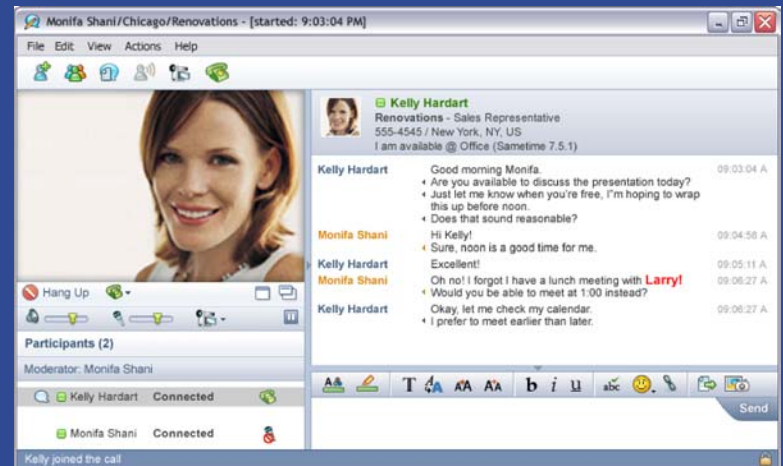 Monifa Shani/Chicago/Renovations - [started: 9:03:04 PM]
File Edit View Actions Help
Kelly Hardart
Renovations - Sales Representative
555-4545 / New York, NY, US
I am available @ Office (Sametime 7.5.1)
Kelly Hardart Good morning Monifa. 09:03:04 A
Are you available to discuss the presentation today?
Just let me know when you're free, I"m hoping to wrap
this up before noon.
Does that sound reasonable?
Monifa Shani Hi Kelly! 09:04:58 A
Sure, noon is a good time for me.
Kelly Hardart Excellent! 09:05:11 A
Monifa Shani Oh no! I forgot I have a lunch meeting with Larry! 09:06:27 A
Would you be able to meet at 1:00 instead?
Kelly Hardart Okay, let me check my calendar. 09:06:27 A
I prefer to meet earlier than later.
Hang Up
Participants (2)
Moderator: Monifa Shani
Kelly Hardart Connected
Monifa Shani Connected
Kelly joined the call
T A A A A b i u abc
Send